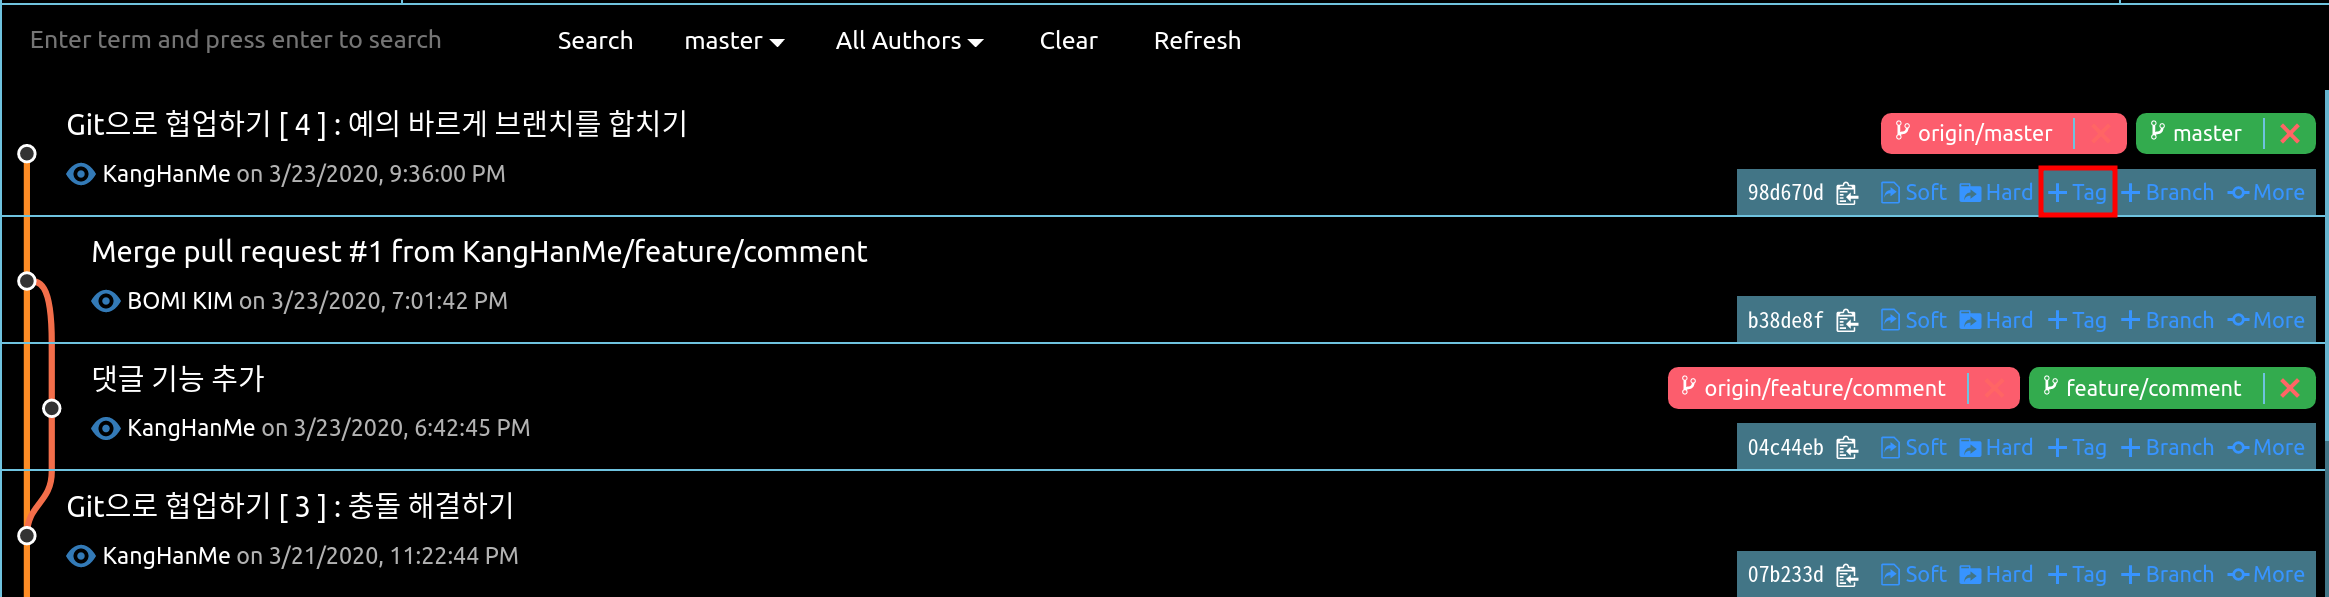 Enter term and press enter to search Search master All Authors Clear Refresh
Git으로 협업하기 [ 4 ] : 예의 바르게 브랜치를 합치기
origin/master master
KangHanMe on 3/23/2020, 9:36:00 PM
98d670d Soft Hard Tag Branch More
Merge pull request #1 from KangHanMe/feature/comment
BOMI KIM on 3/23/2020, 7:01:42 PM
b38de8f Soft Hard Tag Branch More
댓글 기능 추가
origin/feature/comment feature/comment
KangHanMe on 3/23/2020, 6:42:45 PM
04c44eb Soft Hard Tag Branch More
Git으로 협업하기 [ 3 ] : 충돌 해결하기
KangHanMe on 3/21/2020, 11:22:44 PM
07b233d Soft Hard Tag Branch More